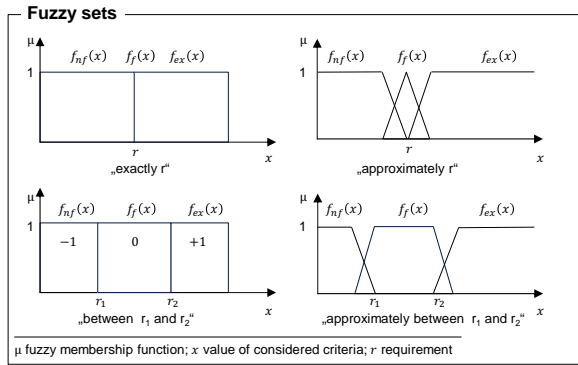 Fuzzy sets
μ
f_nf(x) f_f(x) f_ex(x)
1
r
x
„exactly r“
μ
f_nf(x) f_f(x) f_ex(x)
1
r
x
„approximately r“
μ
f_nf(x) f_f(x) f_ex(x)
1
−1 0 +1
r₁ r₂
x
„between r₁ and r₂“
μ
f_nf(x) f_f(x) f_ex(x)
1
r₁ r₂
x
„approximately between r₁ and r₂“
μ fuzzy membership function; x value of considered criteria; r requirement